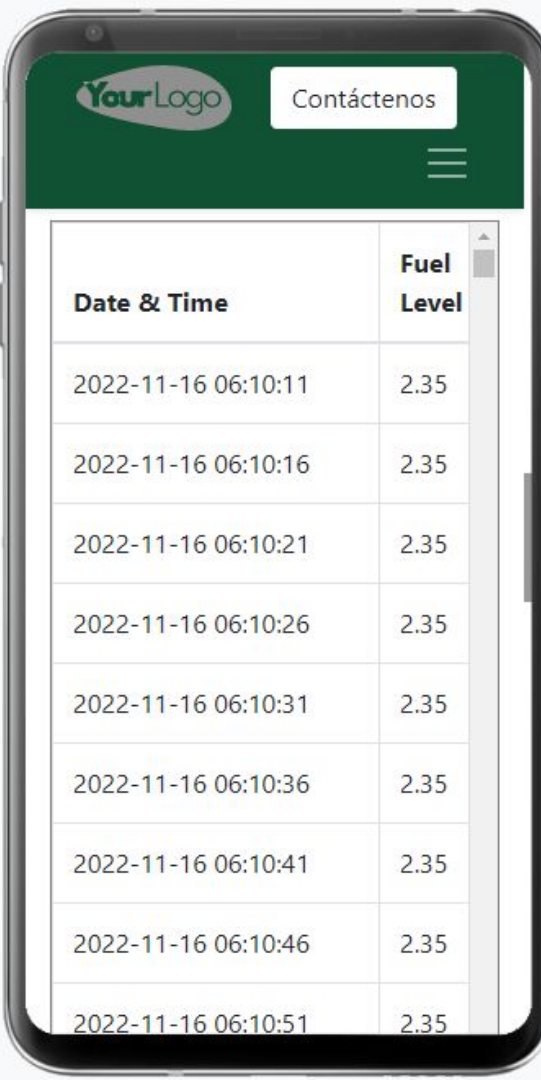 YourLogo Contáctenos
Date & Time Fuel Level
2022-11-16 06:10:11 2.35
2022-11-16 06:10:16 2.35
2022-11-16 06:10:21 2.35
2022-11-16 06:10:26 2.35
2022-11-16 06:10:31 2.35
2022-11-16 06:10:36 2.35
2022-11-16 06:10:41 2.35
2022-11-16 06:10:46 2.35
2022-11-16 06:10:51 2.35